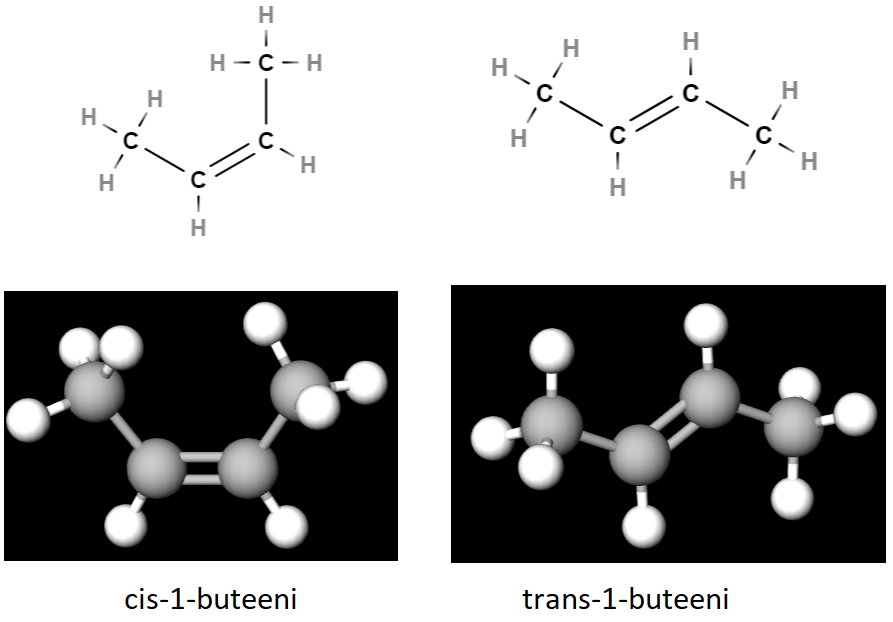 H
H H
H C H H
H H
C
H C C C
H C H C
H H H
H H
H
cis-1-buteeni trans-1-buteeni